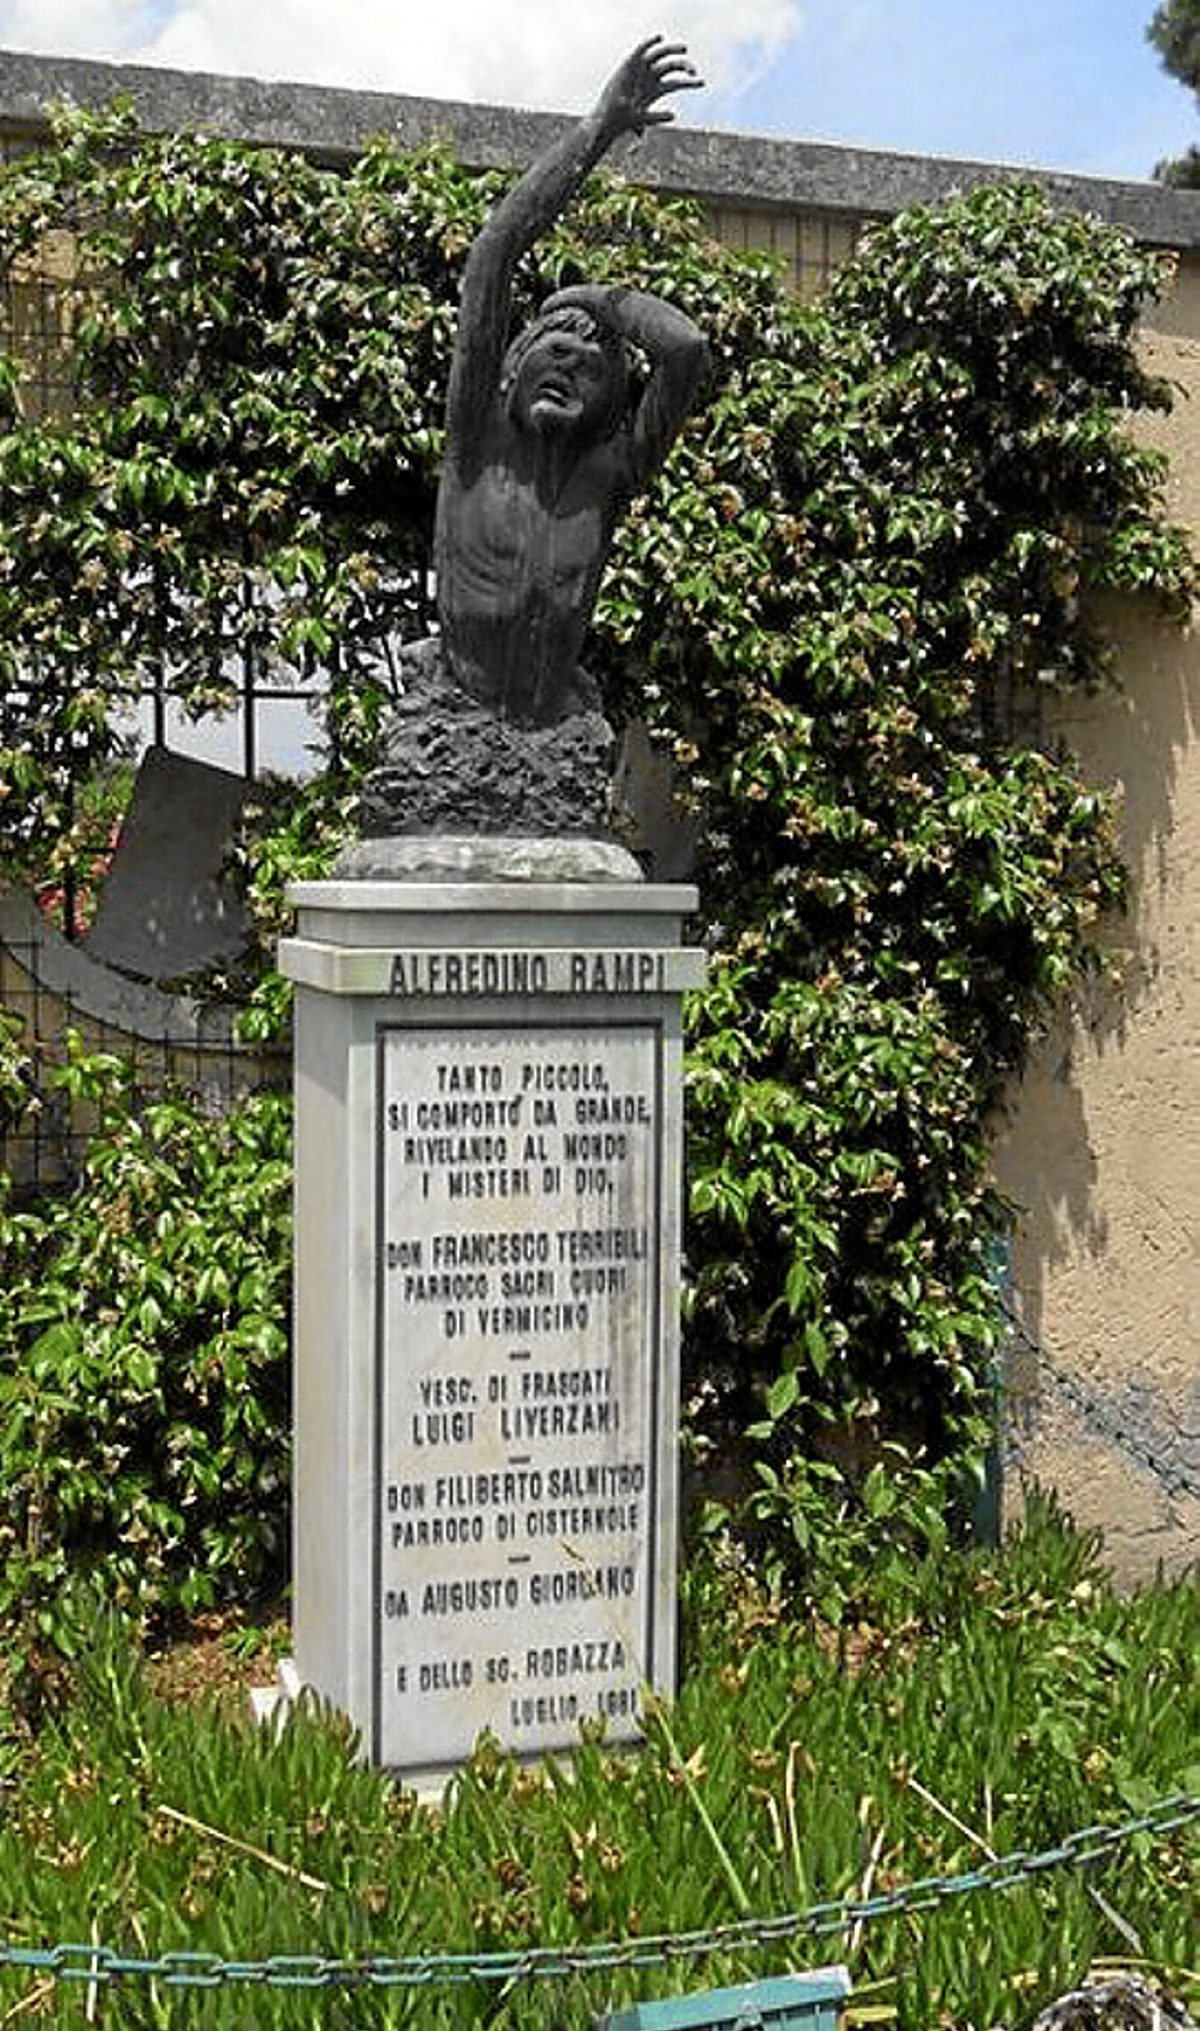 ALFREDINO RAMPI
TANTO PICCOLO,
SI COMPORTÒ DA GRANDE,
RIVELANDO AL MONDO
I MISTERI DI DIO.
DON FRANCESCO TERRIBILI
PARROCO SACRI CUORI
DI VERMICINO
—
VESC. DI FRASCATI
LUIGI LIVERZANI
—
DON FILIBERTO SALNITRO
PARROCO DI CISTERNOLE
—
DA AUGUSTO GIORDANO
E DELLO SC. ROBAZZA
LUGLIO, 1981